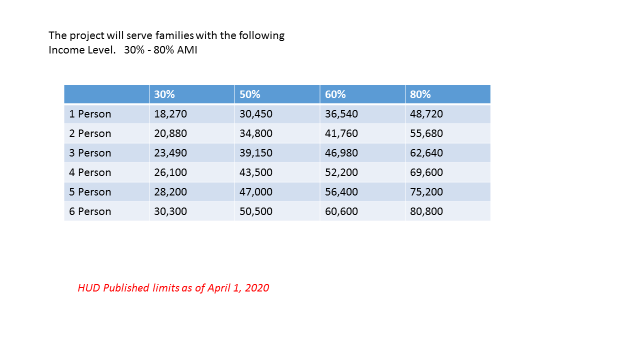 The project will serve families with the following
Income Level.   30% - 80% AMI
30% 50% 60% 80%
1 Person 18,270 30,450 36,540 48,720
2 Person 20,880 34,800 41,760 55,680
3 Person 23,490 39,150 46,980 62,640
4 Person 26,100 43,500 52,200 69,600
5 Person 28,200 47,000 56,400 75,200
6 Person 30,300 50,500 60,600 80,800
HUD Published limits as of April 1, 2020